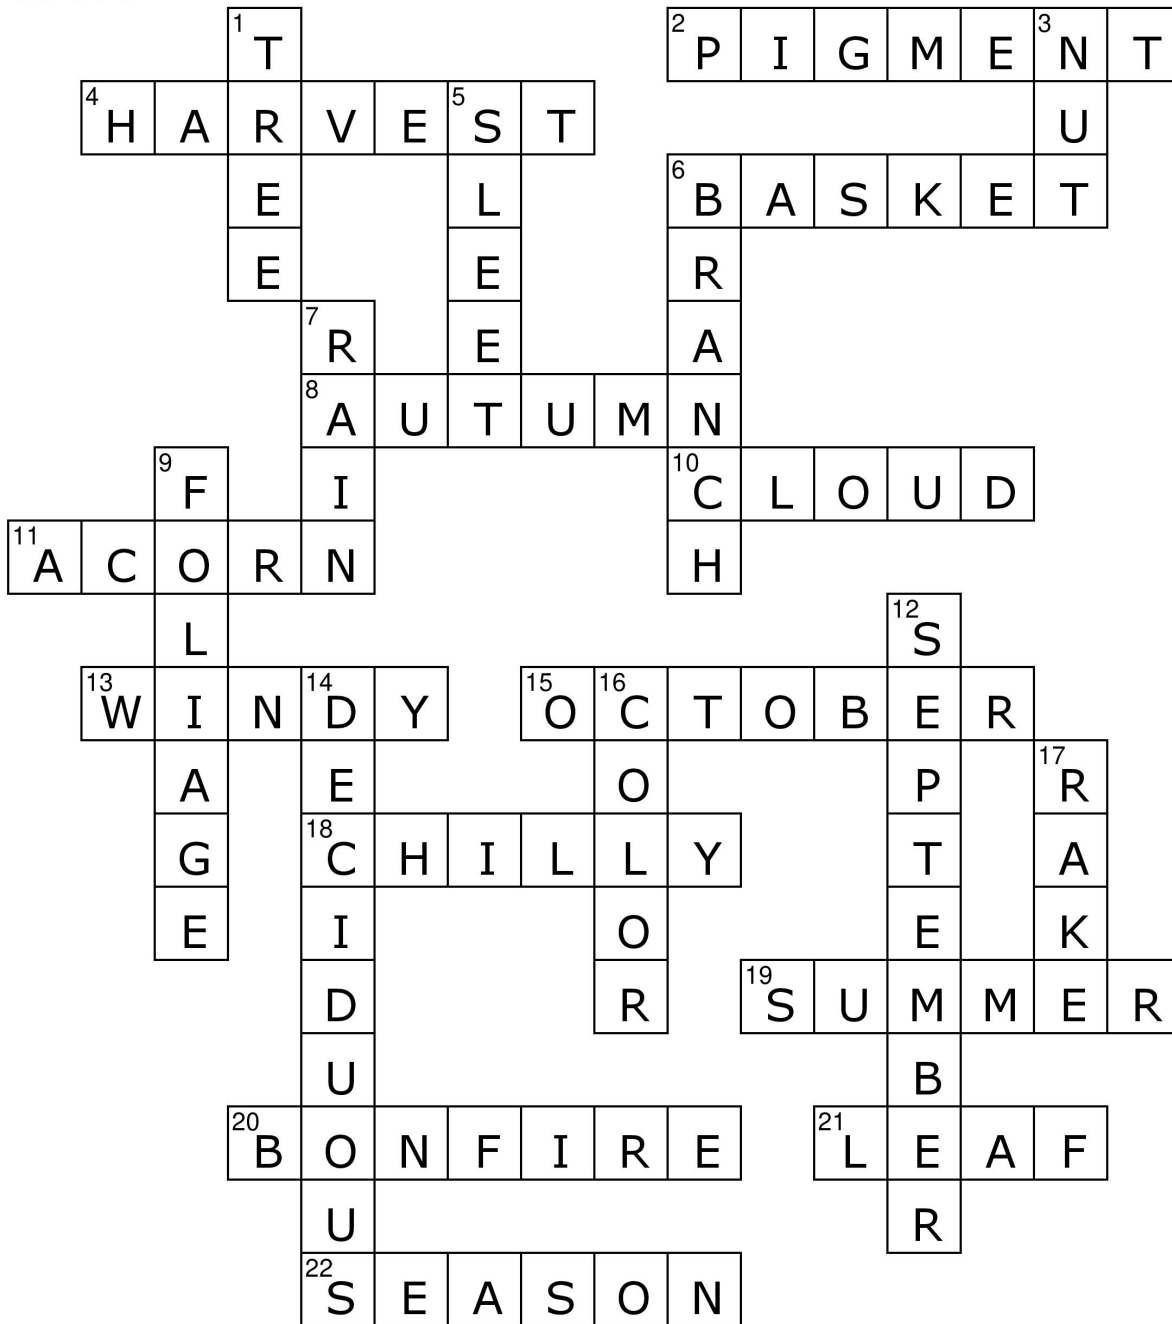 1 T 2 P I G M E 3 N T
4 H A R V E 5 S T U
E L 6 B A S K E T
E E R
7 R E A
8 A U T U M N
9 F I 10 C L O U D
11 A C O R N H
L 12 S
13 W I N 14 D Y 15 O 16 C T O B E R
A E O P 17 R
G 18 C H I L L Y T A
E I O E K
D R 19 S U M M E R
U B
20 B O N F I R E 21 L E A F
U R
22 S E A S O N